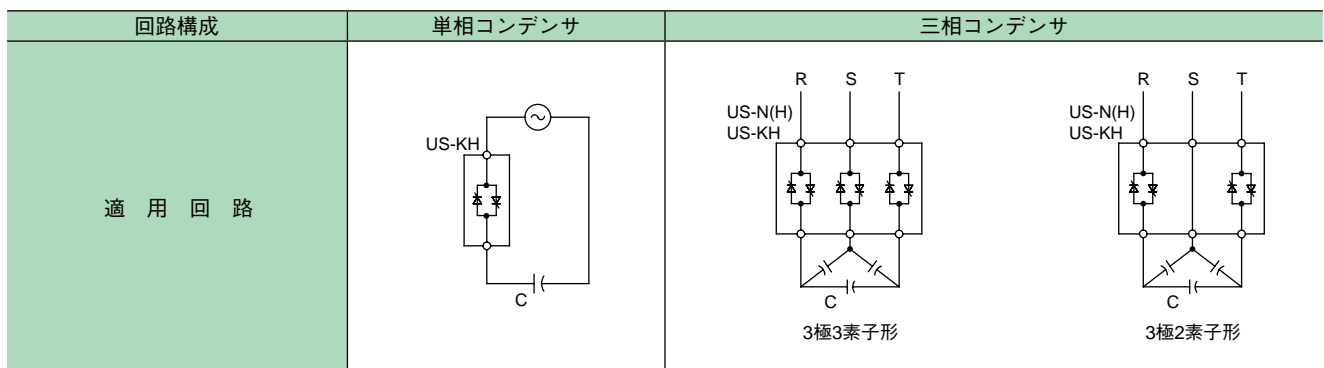 回路構成
単相コンデンサ
三相コンデンサ
適 用 回 路
US-KH
C
R S T
US-N(H)
US-KH
C
3極3素子形
R S T
US-N(H)
US-KH
C
3極2素子形